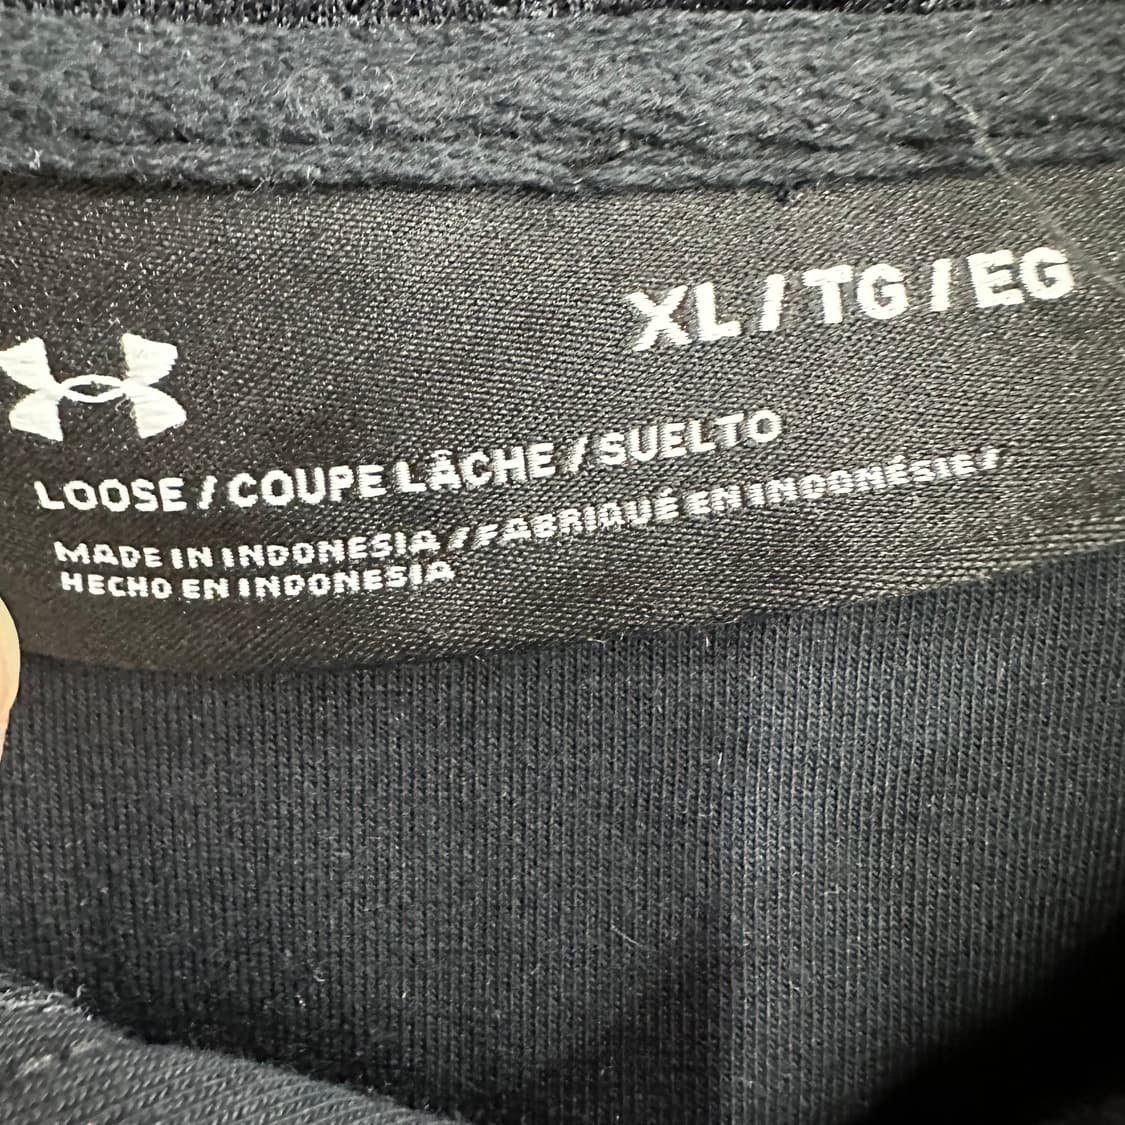 XL / TG / EG
LOOSE / COUPE LÂCHE / SUELTO
MADE IN INDONESIA / FABRIQUÉ EN INDONÉSIE /
HECHO EN INDONESIA